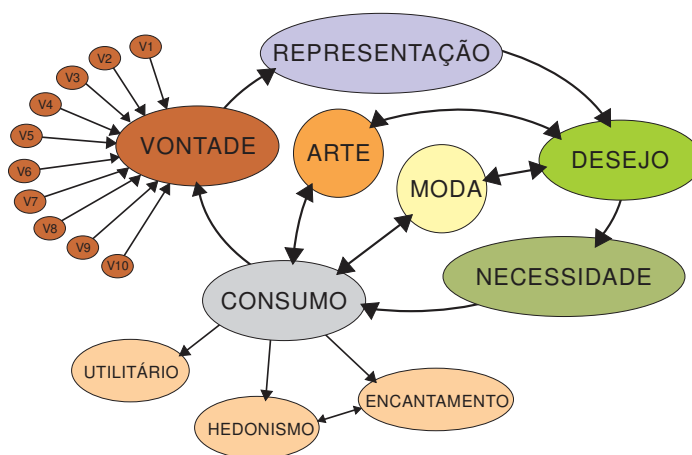 V1
V2
V3
V4
V5
V6
V7
V8
V9
V10
REPRESENTAÇÃO
VONTADE
ARTE
DESEJO
MODA
NECESSIDADE
CONSUMO
UTILITÁRIO
ENCANTAMENTO
HEDONISMO